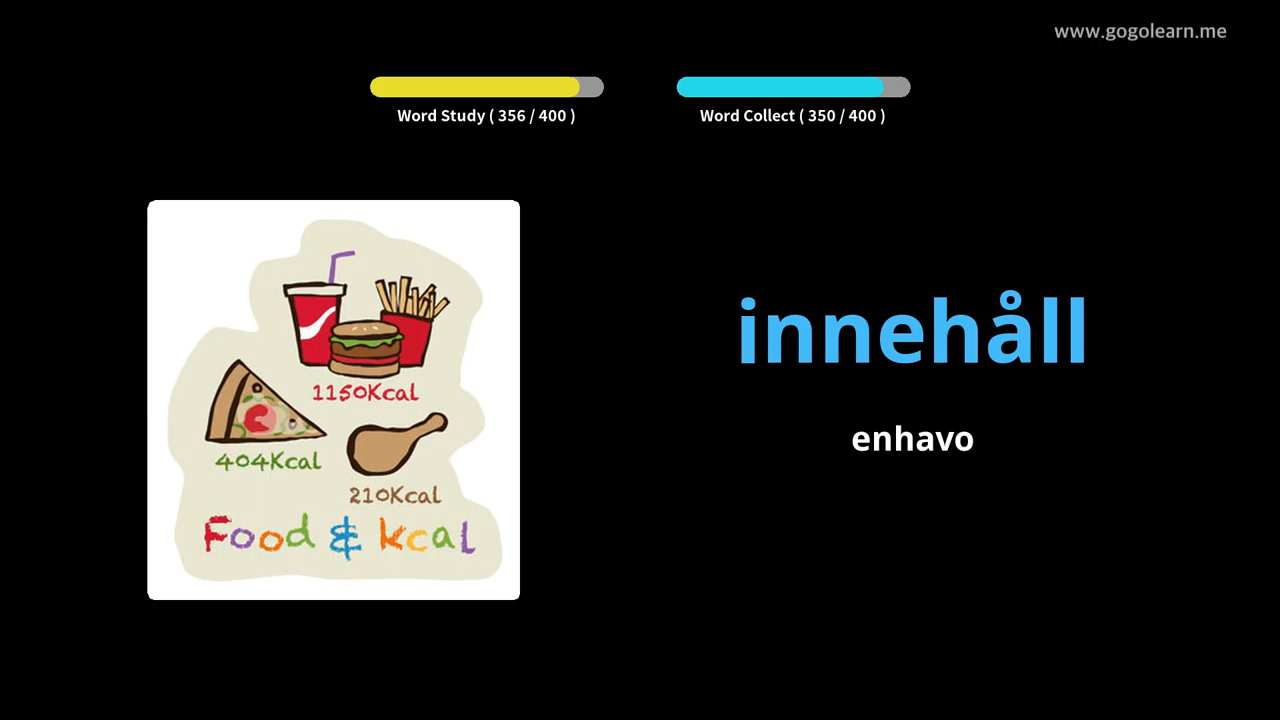 www.gogolearn.me
Word Study ( 356 / 400 )
Word Collect ( 350 / 400 )
1150Kcal
404Kcal
210Kcal
Food & kcal
innehåll
enhavo